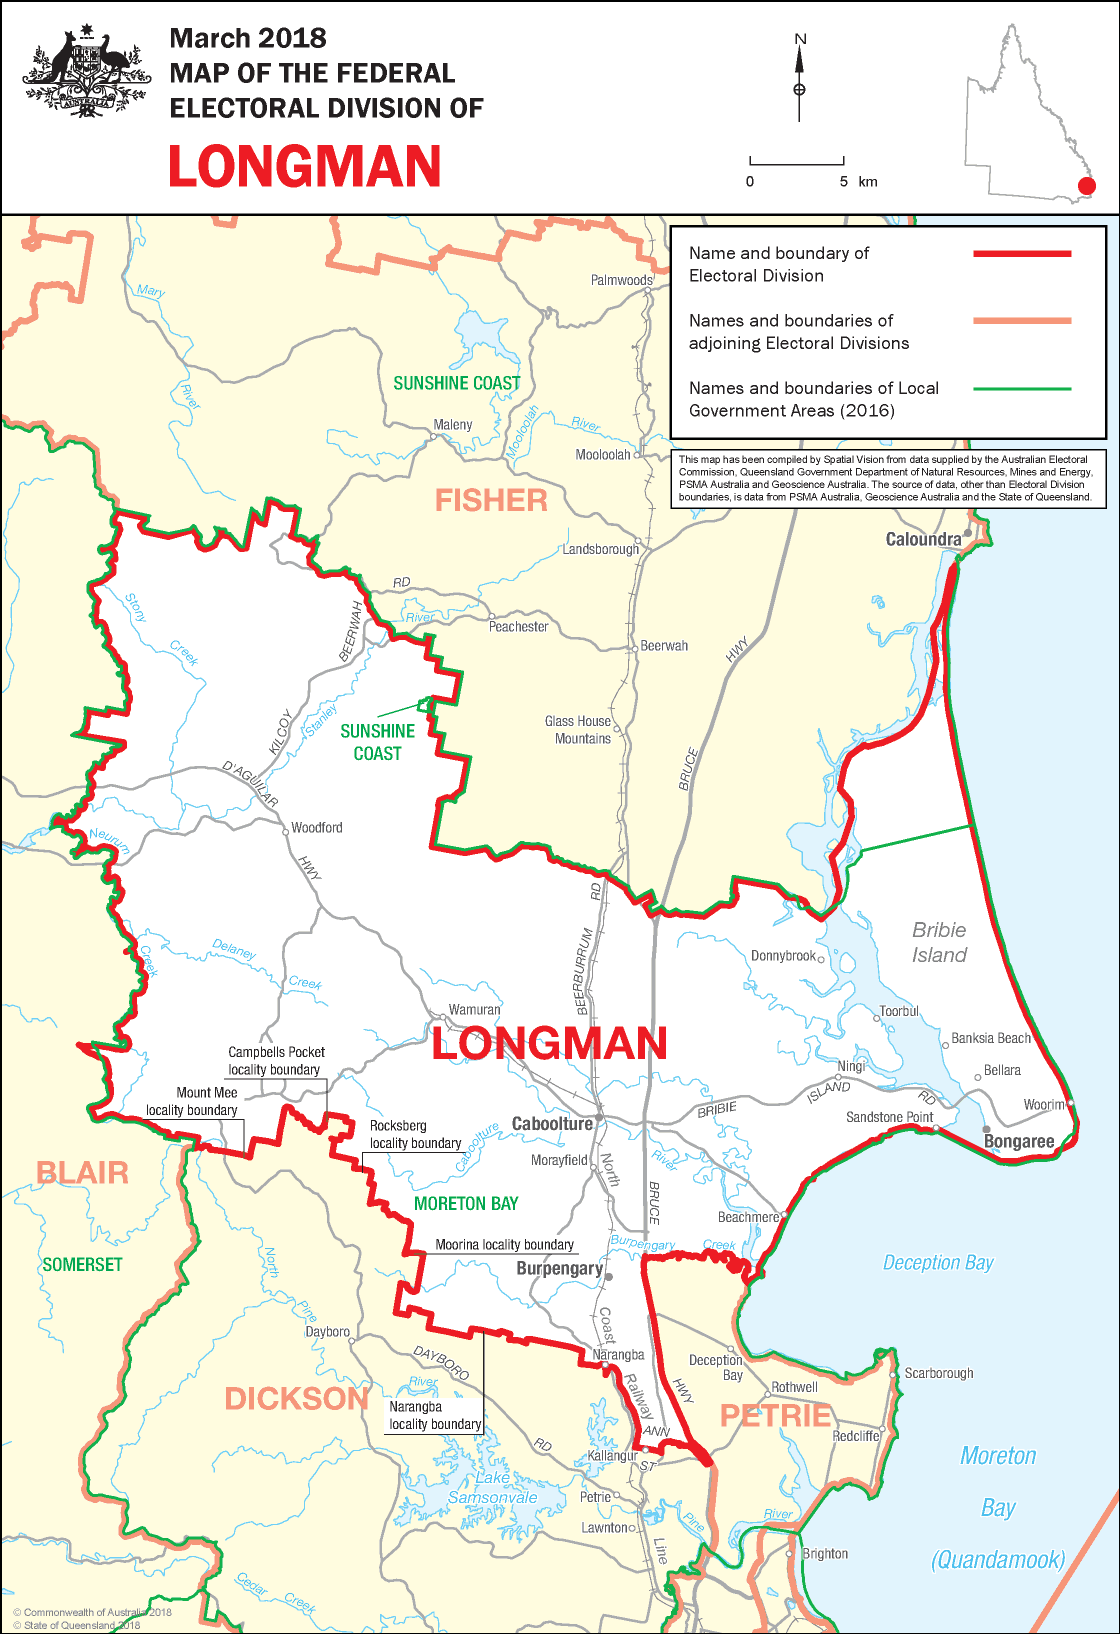 March 2018
MAP OF THE FEDERAL
ELECTORAL DIVISION OF
LONGMAN
AUSTRALIA
N
0 5 km
Name and boundary of
Electoral Division
Names and boundaries of
adjoining Electoral Divisions
Names and boundaries of Local
Government Areas (2016)
This map has been compiled by Spatial Vision from data supplied by the Australian Electoral
Commission, Queensland Government Department of Natural Resources, Mines and Energy,
PSMA Australia and Geoscience Australia. The source of data, other than Electoral Division
boundaries, is data from PSMA Australia, Geoscience Australia and the State of Queensland.
Palmwoods
Mary
River
SUNSHINE COAST
Maleny
Mooloolah
River
Mooloolah
FISHER
Landsborough
Caloundra
RD
BEERWAH
River
Peachester
Stony
Creek
Beerwah
HWY
Stanley
KILCOY
SUNSHINE
COAST
Glass House
Mountains
BRUCE
D'AGUILAR
Woodford
Neurum
HWY
RD
BEERBURRUM
Bribie
Island
Donnybrook
Creek
Delaney
Creek
Wamuran
Toorbul
LONGMAN
Banksia Beach
Campbells Pocket
locality boundary
Ningi
Bellara
Mount Mee
locality boundary
ISLAND
RD
BRIBIE
Woorim
Sandstone Point
Caboolture
Rocksberg
locality boundary
Bongaree
Caboolture
River
Morayfield
North
BLAIR
BRUCE
MORETON BAY
Beachmere
Moorina locality boundary
Burpengary
Creek
SOMERSET
Burpengary
Deception Bay
North
Pine
Coast
Dayboro
DAYBORO
Narangba
Deception
Bay
Scarborough
River
Railway
HWY
Rothwell
DICKSON
Narangba
locality boundary
PETRIE
ANN
Redcliffe
RD
Kallangur
ST
Moreton
Bay
(Quandamook)
Lake
Samsonvale
Petrie
Pine
River
Lawnton
Line
Brighton
Cedar
Creek
© Commonwealth of Australia 2018
© State of Queensland 2018